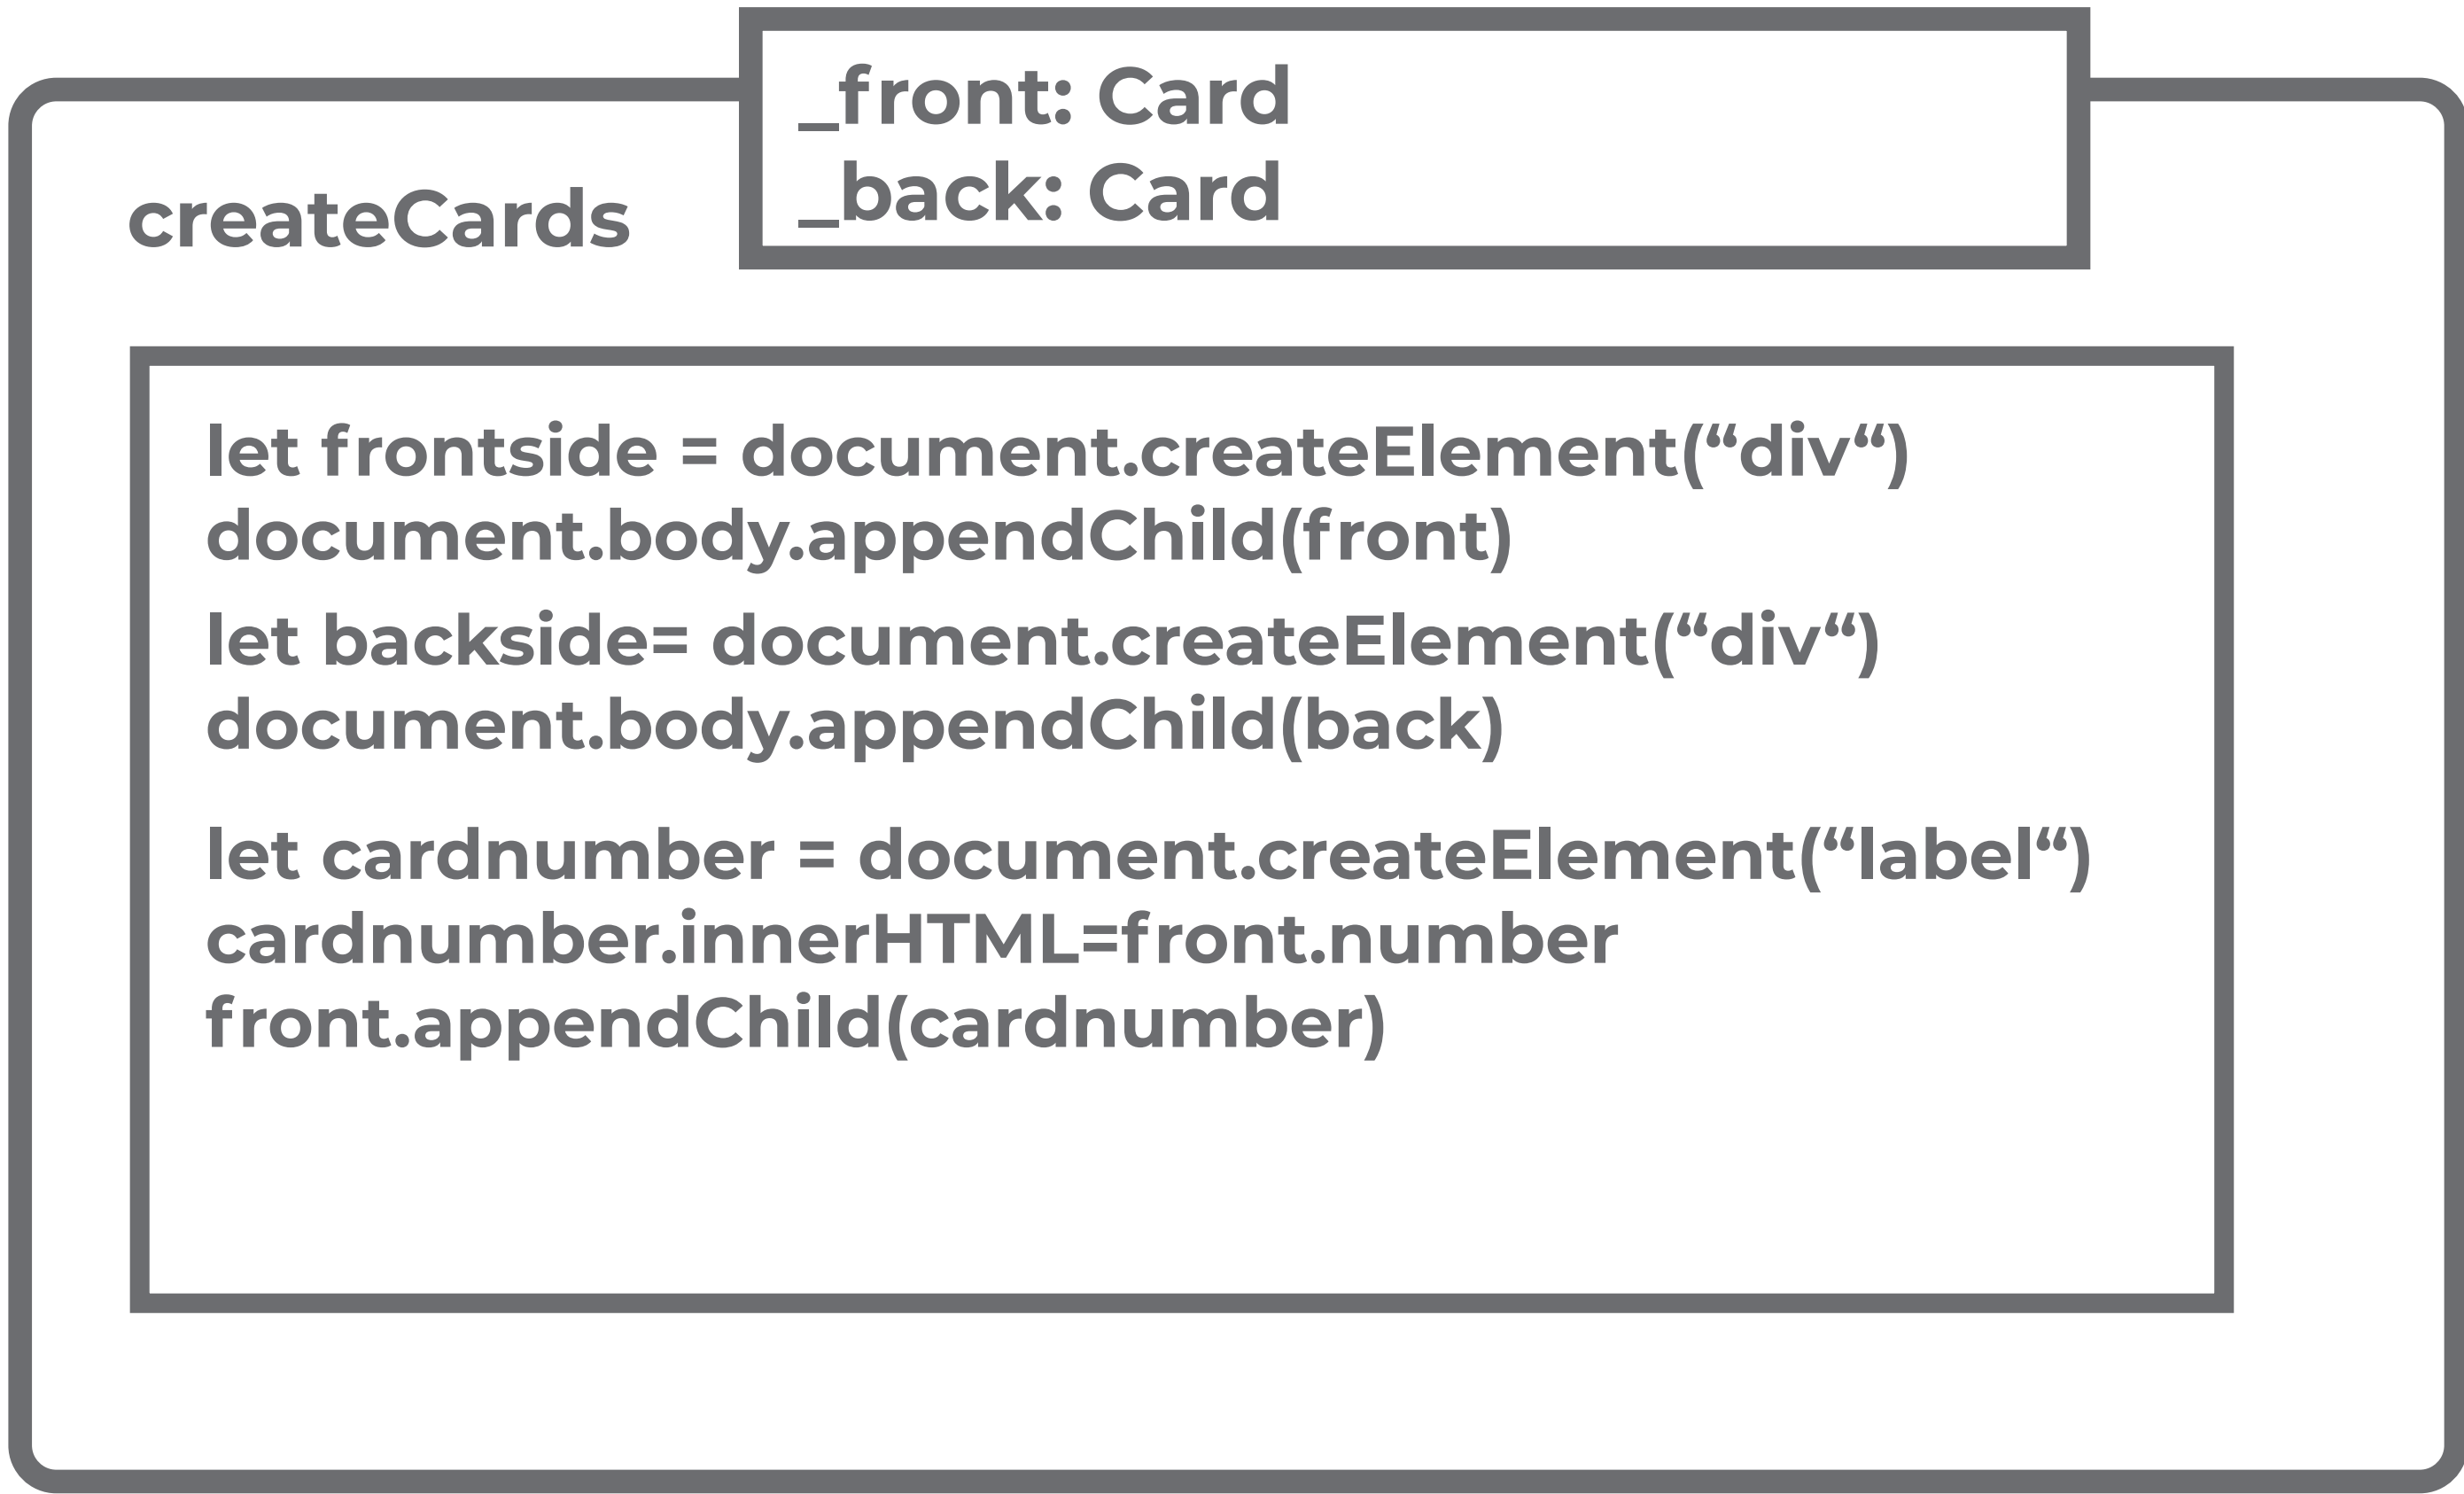 _front: Card
_back: Card
createCards
let frontside = document.createElement(“div“)
document.body.appendChild(front)
let backside= document.createElement(“div“)
document.body.appendChild(back)
let cardnumber = document.createElement(“label“)
cardnumber.innerHTML=front.number
front.appendChild(cardnumber)